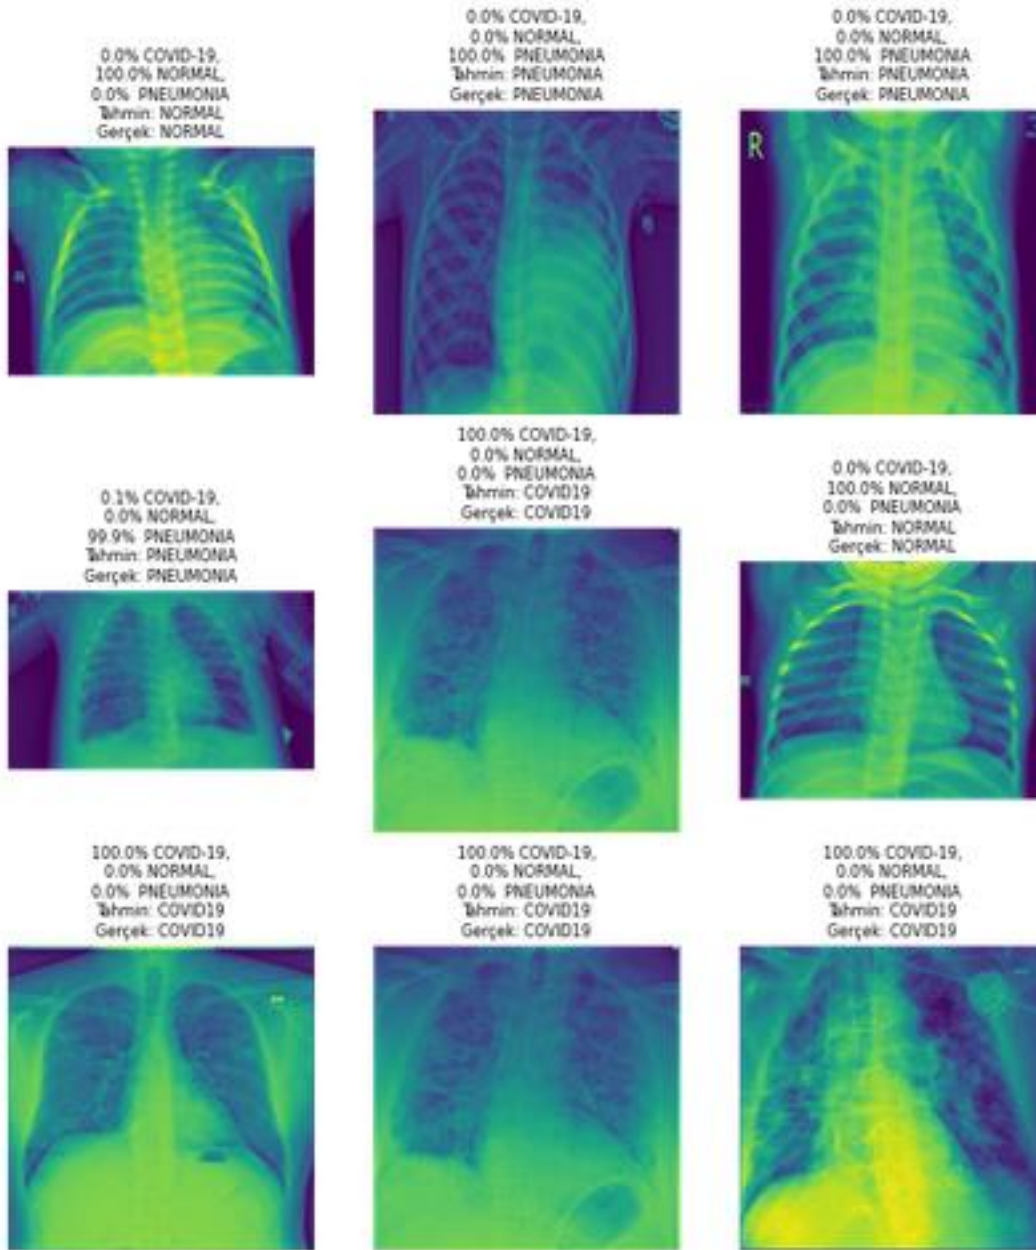 0.0% COVID-19,
100.0% NORMAL,
0.0% PNEUMONIA
Tahmin: NORMAL
Gerçek: NORMAL
0.0% COVID-19,
0.0% NORMAL,
100.0% PNEUMONIA
Tahmin: PNEUMONIA
Gerçek: PNEUMONIA
0.0% COVID-19,
0.0% NORMAL,
100.0% PNEUMONIA
Tahmin: PNEUMONIA
Gerçek: PNEUMONIA
R
0.1% COVID-19,
0.0% NORMAL,
99.9% PNEUMONIA
Tahmin: PNEUMONIA
Gerçek: PNEUMONIA
100.0% COVID-19,
0.0% NORMAL,
0.0% PNEUMONIA
Tahmin: COVID19
Gerçek: COVID19
0.0% COVID-19,
100.0% NORMAL,
0.0% PNEUMONIA
Tahmin: NORMAL
Gerçek: NORMAL
100.0% COVID-19,
0.0% NORMAL,
0.0% PNEUMONIA
Tahmin: COVID19
Gerçek: COVID19
100.0% COVID-19,
0.0% NORMAL,
0.0% PNEUMONIA
Tahmin: COVID19
Gerçek: COVID19
100.0% COVID-19,
0.0% NORMAL,
0.0% PNEUMONIA
Tahmin: COVID19
Gerçek: COVID19